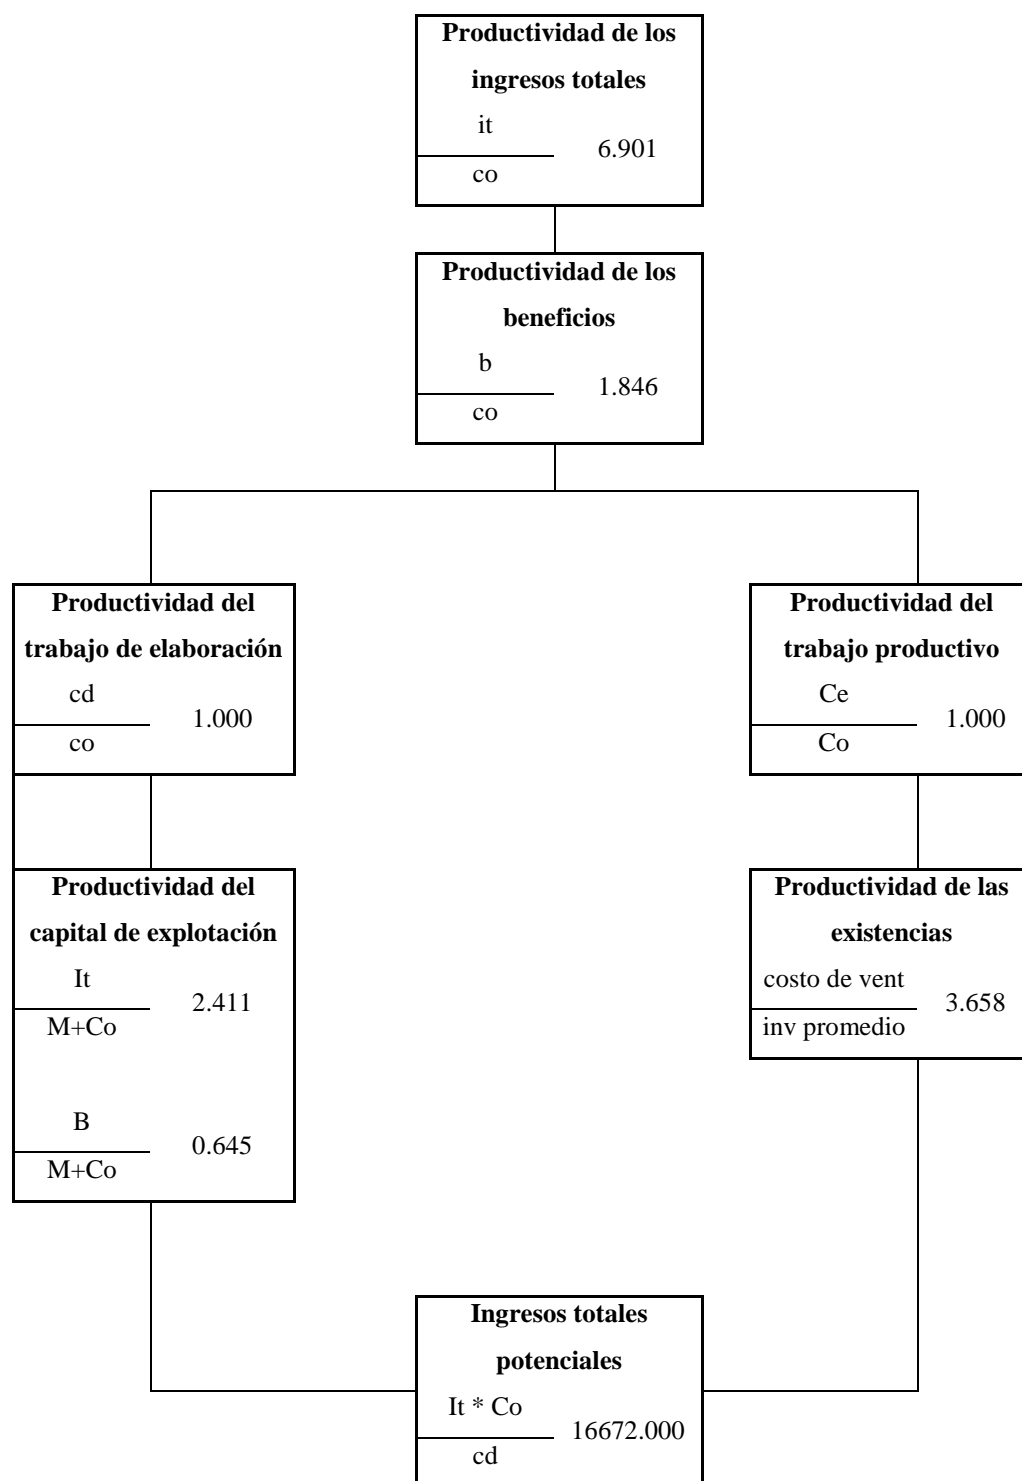 Productividad de los
ingresos totales
it
6.901
co
Productividad de los
beneficios
b
1.846
co
Productividad del
trabajo de elaboración
cd
1.000
co
Productividad del
trabajo productivo
Ce
1.000
Co
Productividad del
capital de explotación
It
2.411
M+Co
B
0.645
M+Co
Productividad de las
existencias
costo de vent
3.658
inv promedio
Ingresos totales
potenciales
It * Co
16672.000
cd